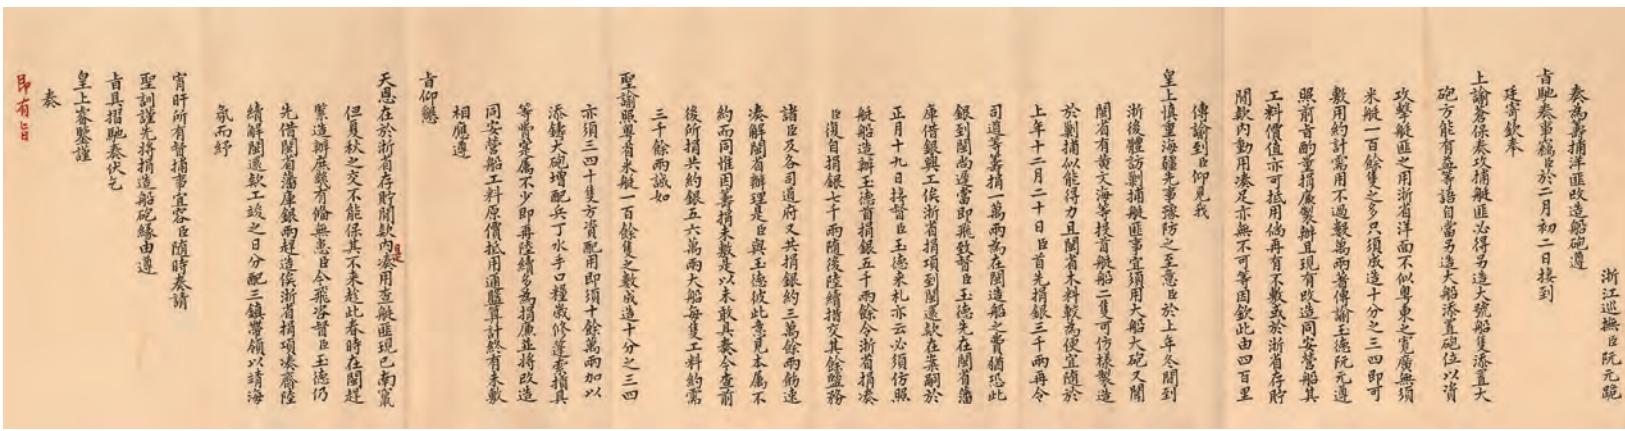 浙江巡撫臣阮元跪
奏為籌捕洋匪改造船砲遵
旨馳奏事竊臣於二月初二日接到
廷寄欽奉
上諭蒼保奏攻捕艇匪必得另造大號船隻添置大
砲方能有益等語自當另造大船添置砲位以資
攻擊艇匪之用浙省洋面不似粵東之寬廣無須
米艇一百餘隻之多只須成造十分之三四即可
敷用約計需用不過數萬兩著傳諭玉德阮元遵
照前旨酌量捐廉製辦且現有改造同安營船其
工料價值亦可抵用倘再有不敷或於浙省存貯
閒款內動用湊足亦無不可等因欽此由四百里
傳諭到臣仰見我
皇上慎重海疆先事豫防之至意臣於上年冬間到
浙後體訪剿捕艇匪事宜須用大船大砲又聞
閩省有黃文海等投首艇船二隻可仿樣製造
於剿捕似能得力且閩省木料較為便宜隨於
上年十二月二十日臣首先捐銀三千兩再令
司道等籌捐一萬兩為在閩造船之費猶恐此
銀到閩尚遲當即飛致督臣玉德先在閩省藩
庫借銀興工俟浙省捐項到閩還款在案嗣於
正月十九日接督臣玉德來札亦云必須仿照
艇船造辦玉德首捐銀五千兩餘令浙省捐湊
臣復自捐銀七千兩隨後陸續措交其餘鹽務
諸臣及各司道府又共捐銀約三萬餘兩飭速
湊解閩省辦理是臣與玉德彼此意見本屬不
約而同惟因籌捐未敷是以未敢具奏今查前
後所捐共約銀五六萬兩大船每隻工料約需
三千餘兩誠如
聖諭照粵省米艇一百餘隻之數成造十分之三四
亦須三四十隻方資配用即須十餘萬兩加以
添鑄大砲增配兵丁水手口糧歲修篷索損具
等費寔屬不少即再陸續多為捐廉並將改造
同安營船工料原價抵用通盤算計終有未敷
相應遵
旨仰懇
天恩在於浙省存貯閒款內湊用查艇匪現已南竄
是
但夏秋之交不能保其不來趁此春時在閩趕
緊造辦庶幾有備無患臣今飛咨督臣玉德仍
先借閩省藩庫銀兩趕造俟浙省捐項湊齊陸
續解閩還款工竣之日分配三鎮帶領以靖海
氛而紓
宵旰所有督捕事宜容臣隨時奏請
聖訓謹先將捐造船砲緣由遵
旨具摺馳奏伏乞
皇上睿鑒謹
奏
即有旨